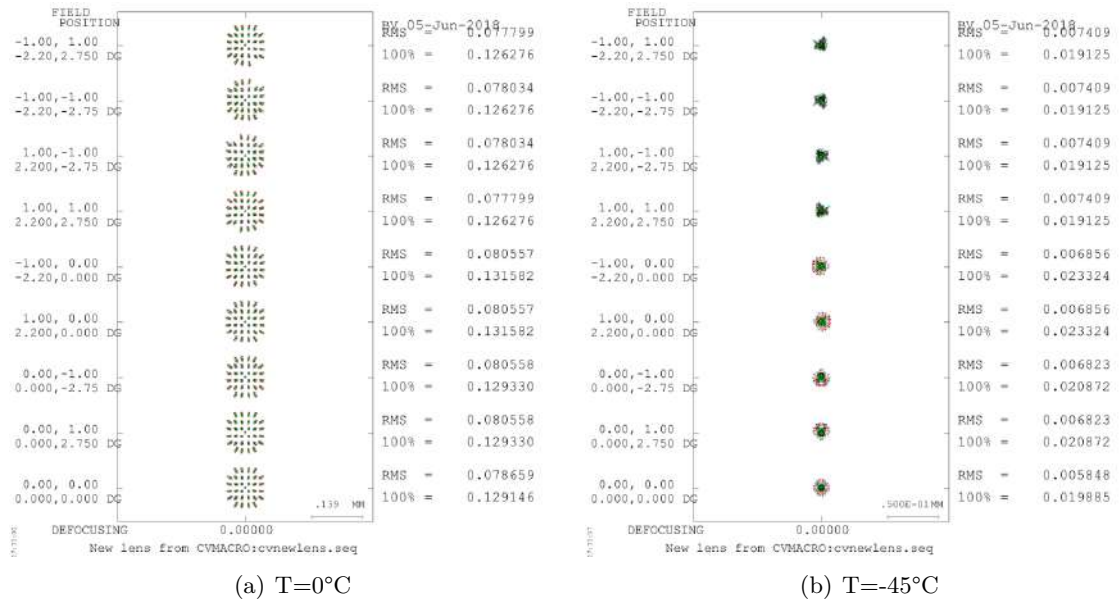 FIELD
POSITION
BV 05-Jun-2018
-1.00, 1.00
-2.20, 2.750 DG
RMS = 0.077799
100% = 0.126276
-1.00,-1.00
-2.20,-2.75 DG
RMS = 0.078034
100% = 0.126276
1.00,-1.00
2.200,-2.75 DG
RMS = 0.078034
100% = 0.126276
1.00, 1.00
2.200,2.750 DG
RMS = 0.077799
100% = 0.126276
-1.00, 0.00
-2.20,0.000 DG
RMS = 0.080557
100% = 0.131582
1.00, 0.00
2.200,0.000 DG
RMS = 0.080557
100% = 0.131582
0.00,-1.00
0.000,-2.75 DG
RMS = 0.080558
100% = 0.129330
0.00, 1.00
0.000,2.750 DG
RMS = 0.080558
100% = 0.129330
0.00, 0.00
0.000,0.000 DG
RMS = 0.078659
100% = 0.129146
.139 MM
DEFOCUSING 0.00000
New lens from CVMACRO:cvnewlens.seq
(a) T=0°C
FIELD
POSITION
BV 05-Jun-2018
-1.00, 1.00
-2.20,2.750 DG
RMS = 0.007409
100% = 0.019125
-1.00,-1.00
-2.20,-2.75 DG
RMS = 0.007409
100% = 0.019125
1.00,-1.00
2.200,-2.75 DG
RMS = 0.007409
100% = 0.019125
1.00, 1.00
2.200,2.750 DG
RMS = 0.007409
100% = 0.019125
-1.00, 0.00
-2.20,0.000 DG
RMS = 0.006856
100% = 0.023324
1.00, 0.00
2.200,0.000 DG
RMS = 0.006856
100% = 0.023324
0.00,-1.00
0.000,-2.75 DG
RMS = 0.006823
100% = 0.020872
0.00, 1.00
0.000,2.750 DG
RMS = 0.006823
100% = 0.020872
0.00, 0.00
0.000,0.000 DG
RMS = 0.005848
100% = 0.019885
.500E-01MM
DEFOCUSING 0.00000
New lens from CVMACRO:cvnewlens.seq
(b) T=-45°C